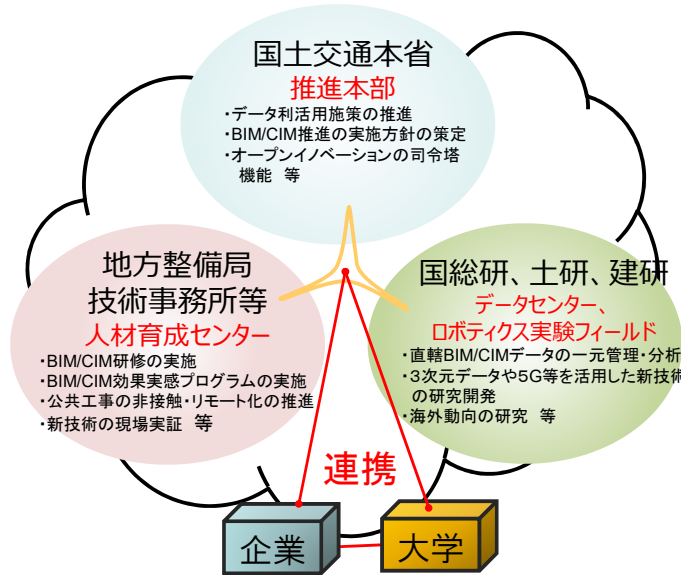 国土交通本省
推進本部
・データ利活用施策の推進
・BIM/CIM推進の実施方針の策定
・オープンイノベーションの司令塔
機能 等
地方整備局
技術事務所等
人材育成センター
・BIM/CIM研修の実施
・BIM/CIM効果実感プログラムの実施
・公共工事の非接触・リモート化の推進
・新技術の現場実証 等
国総研、土研、建研
データセンター、
ロボティクス実験フィールド
・直轄BIM/CIMデータの一元管理・分析
・3次元データや5G等を活用した新技術
の研究開発
・海外動向の研究 等
連携
企業
大学